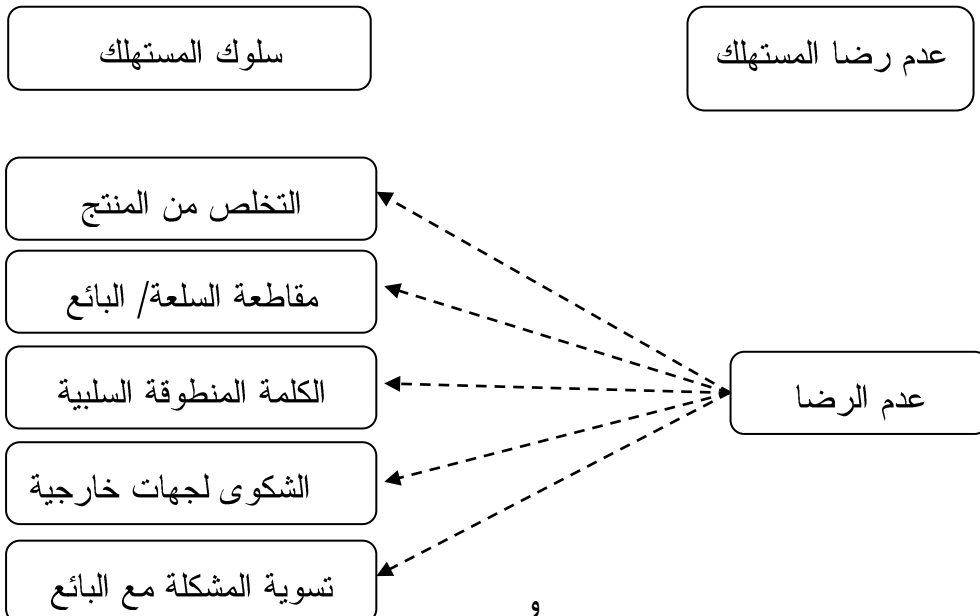 عدم رضا المستهلك
سلوك المستهلك
التخلص من المنتج
مقاطعة السلعة/ البائع
الكلمة المنطوقة السلبية
عدم الرضا
الشكوى لجهات خارجية
تسوية المشكلة مع البائع
و